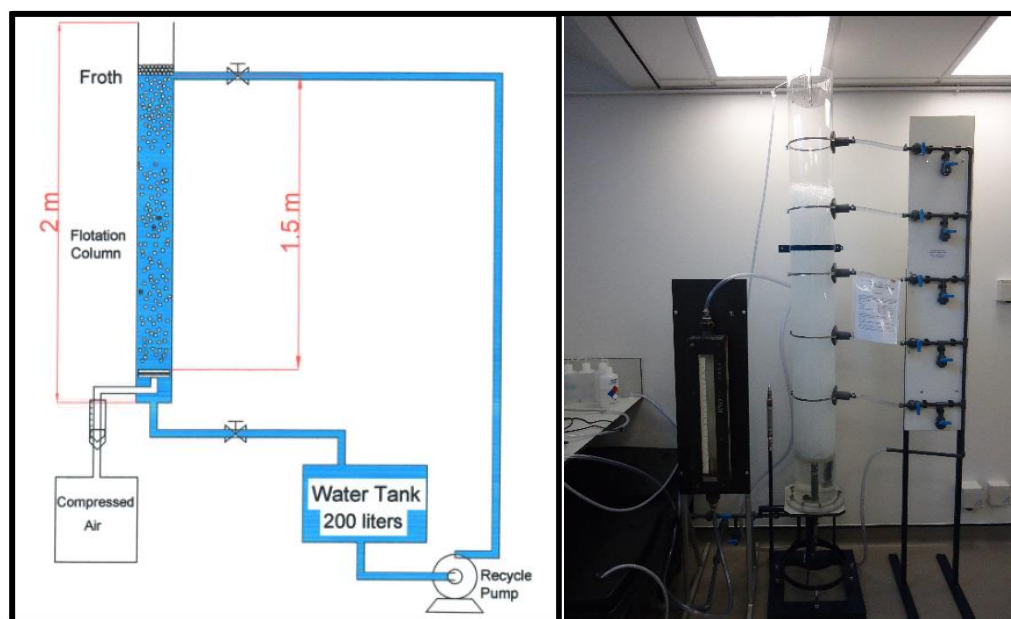 Froth
2 m
Flotation
Column
1.5 m
Compressed
Air
Water Tank
200 liters
Recycle
Pump